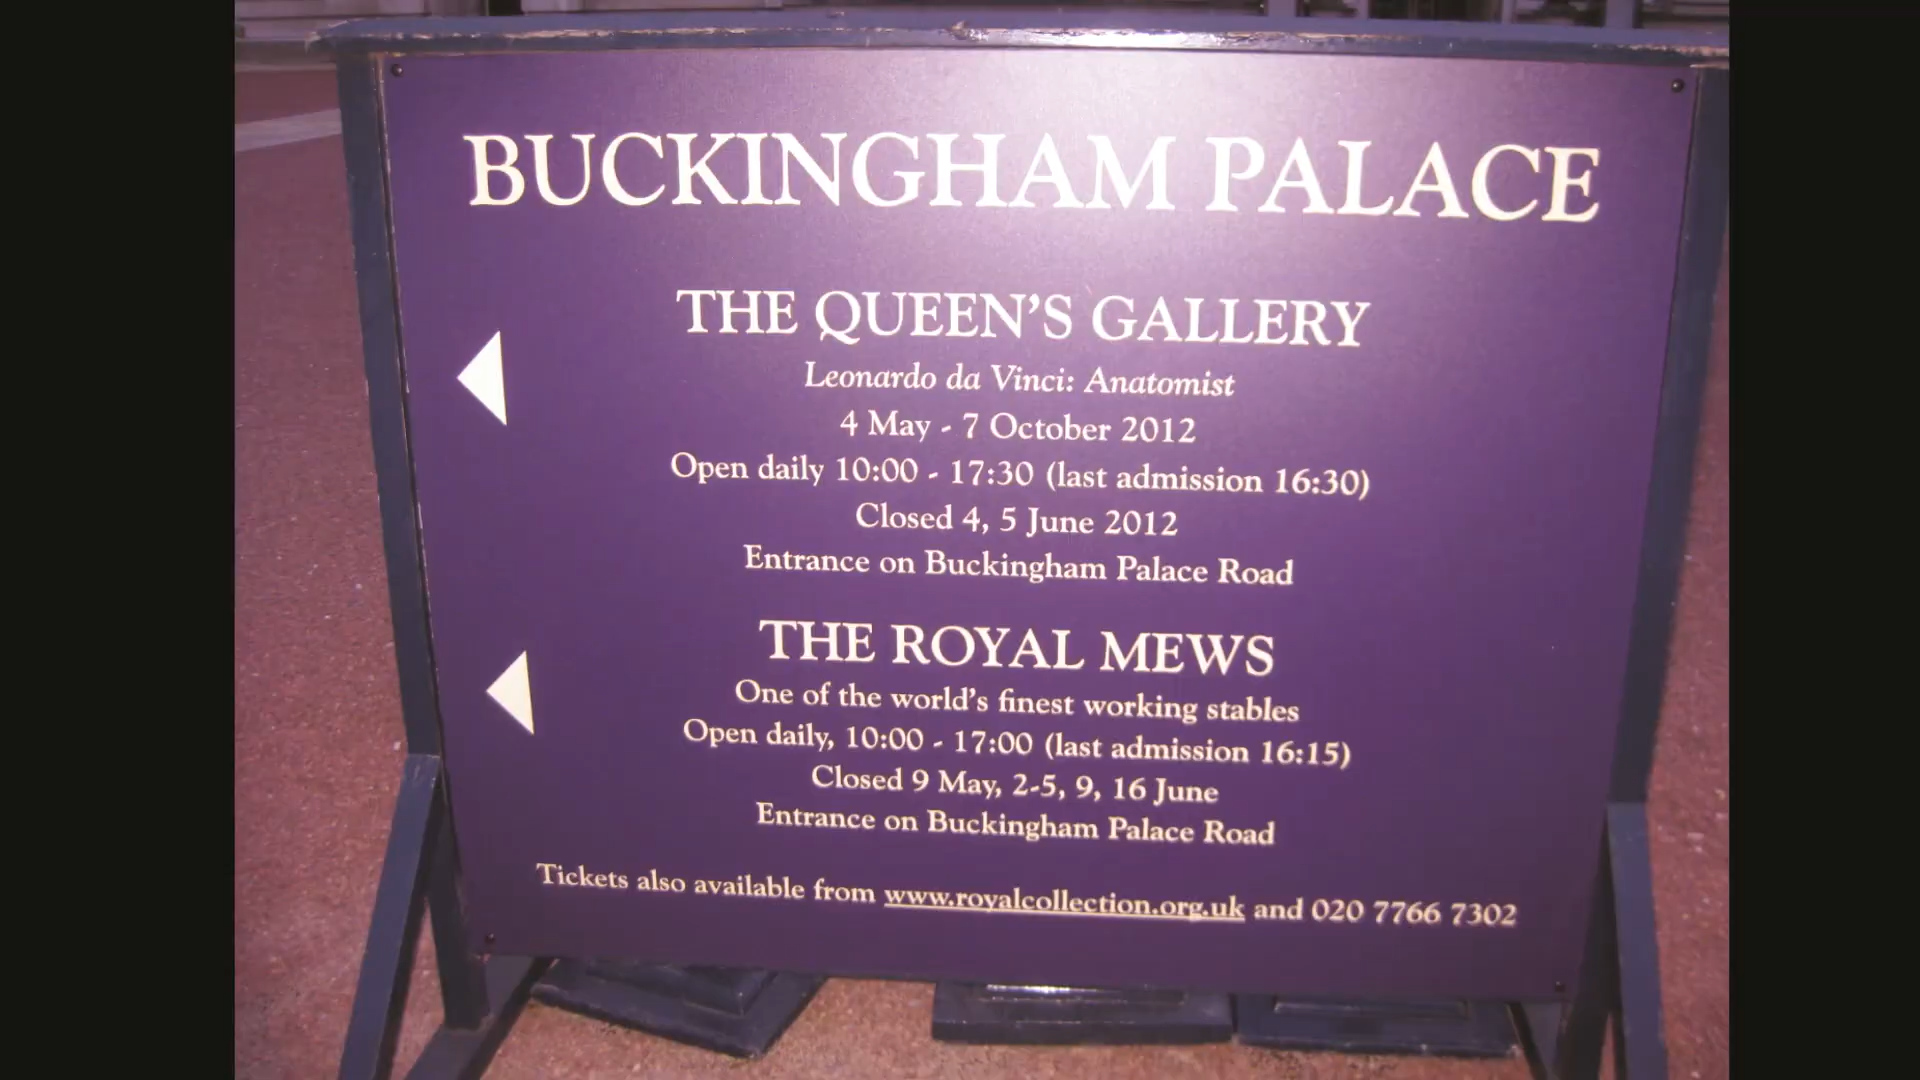 BUCKINGHAM PALACE
THE QUEEN'S GALLERY
Leonardo da Vinci: Anatomist
4 May - 7 October 2012
Open daily 10:00 - 17:30 (last admission 16:30)
Closed 4, 5 June 2012
Entrance on Buckingham Palace Road
THE ROYAL MEWS
One of the world's finest working stables
Open daily, 10:00 - 17:00 (last admission 16:15)
Closed 9 May, 2-5, 9, 16 June
Entrance on Buckingham Palace Road
Tickets also available from www.royalcollection.org.uk and 020 7766 7302